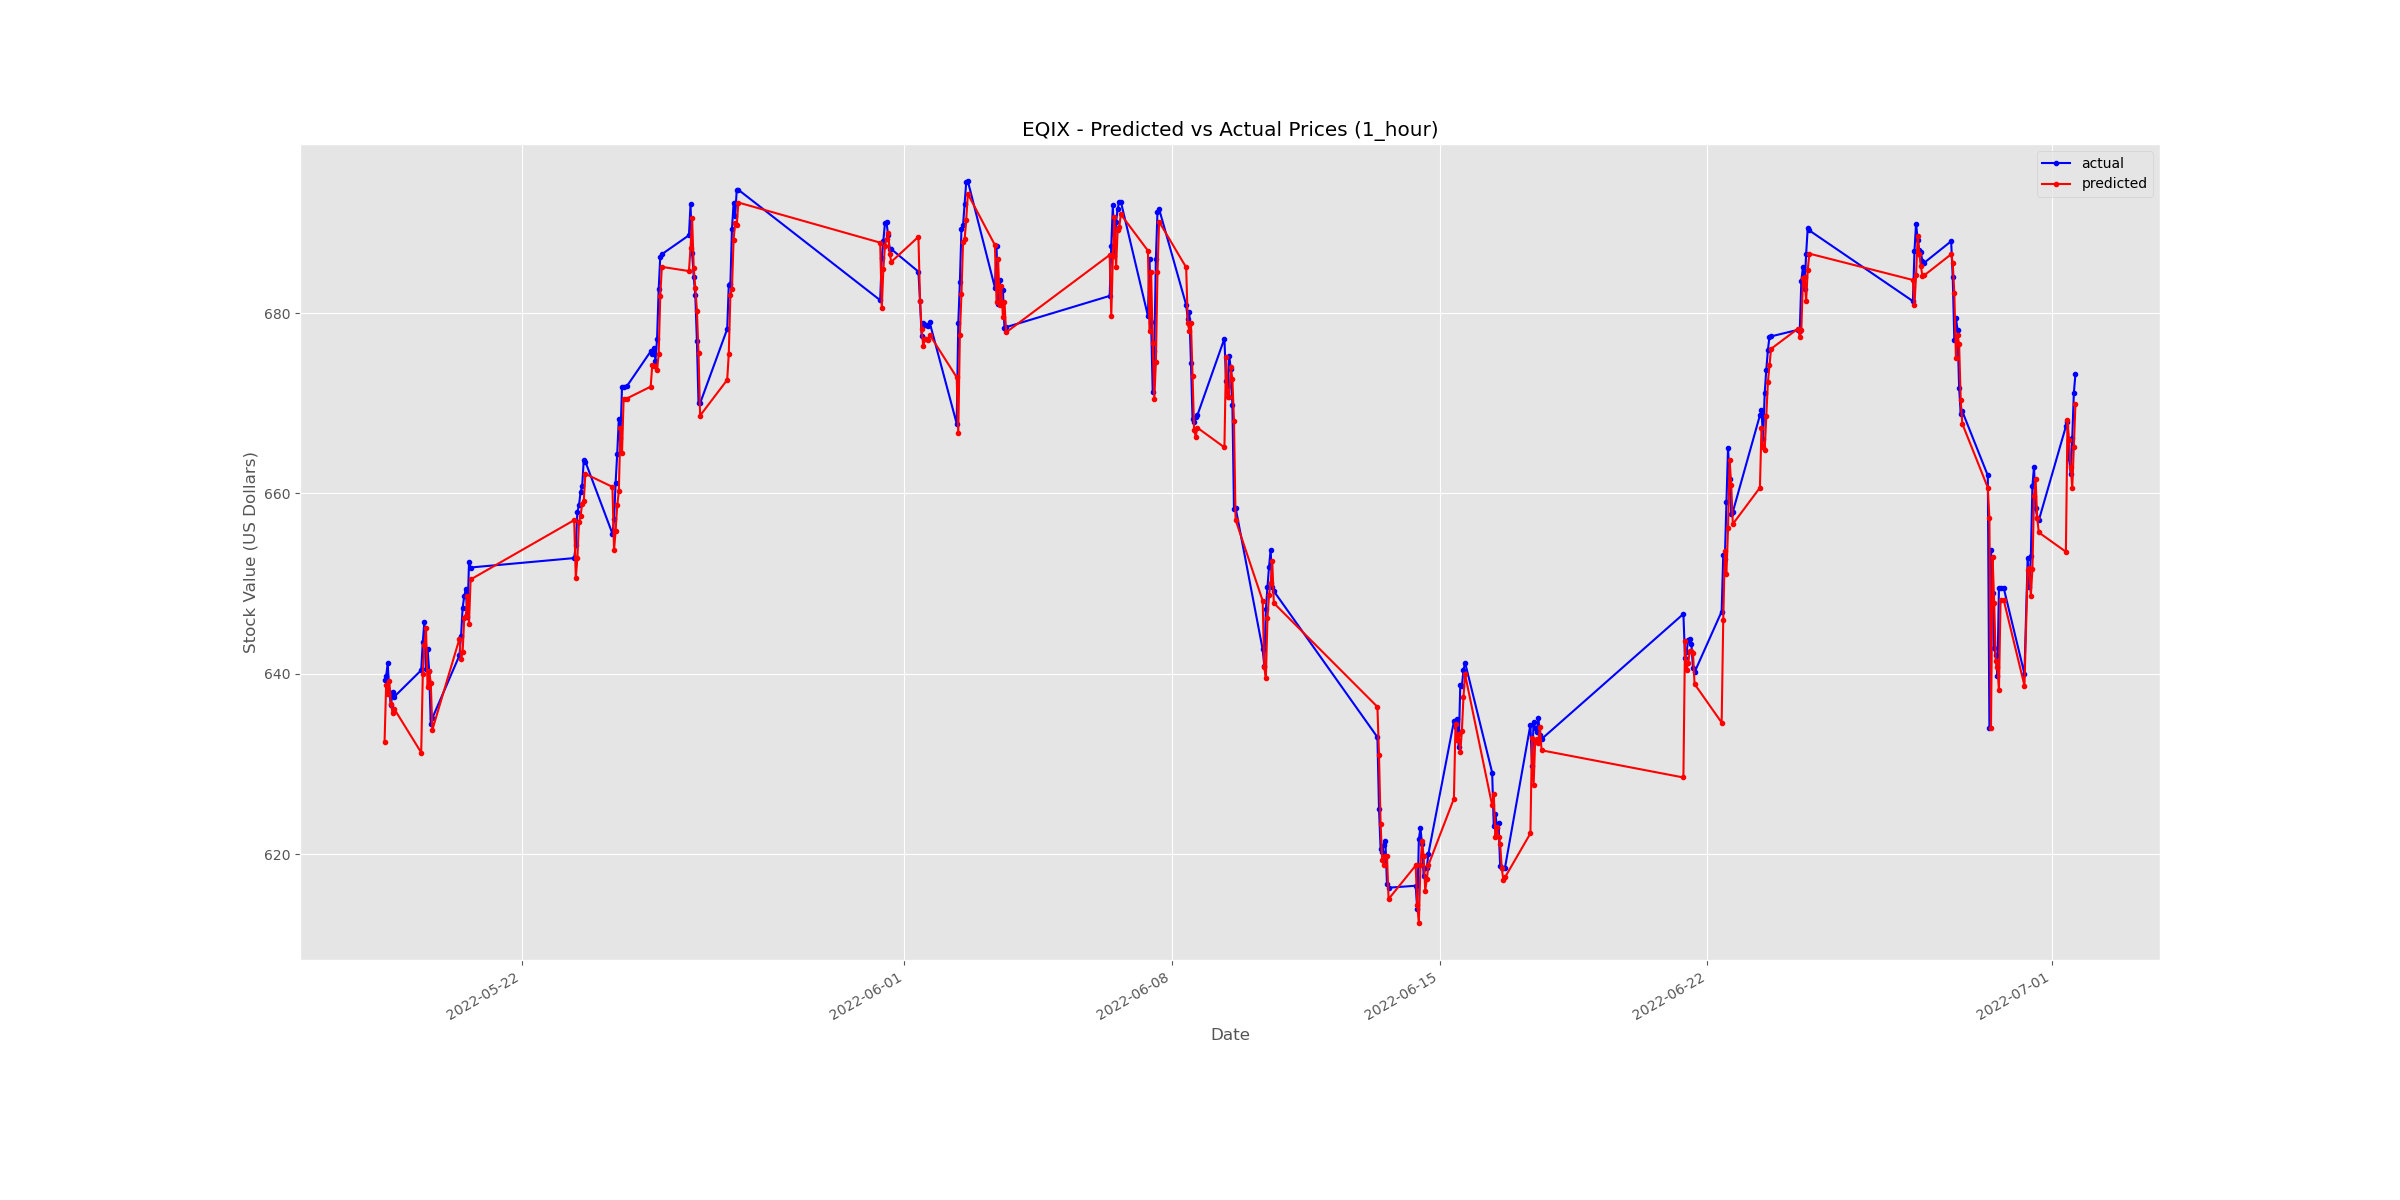 EQIX - Predicted vs Actual Prices (1_hour)
actual
predicted
Stock Value (US Dollars)
680
660
640
620
2022-05-22
2022-06-01
2022-06-08
2022-06-15
2022-06-22
2022-07-01
Date